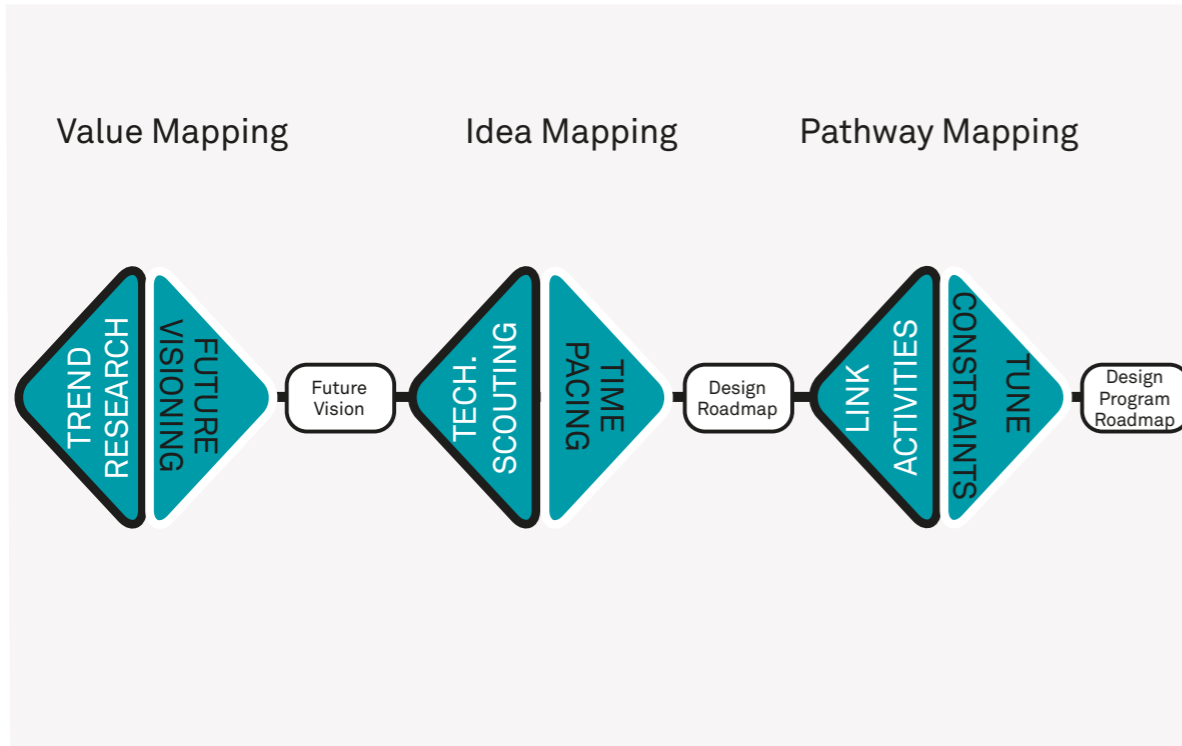 Value Mapping
Idea Mapping
Pathway Mapping
TREND
RESEARCH
FUTURE
VISIONING
Future
Vision
TECH.
SCOUTING
TIME
PACING
Design
Roadmap
LINK
ACTIVITIES
TUNE
CONSTRAINTS
Design
Program
Roadmap